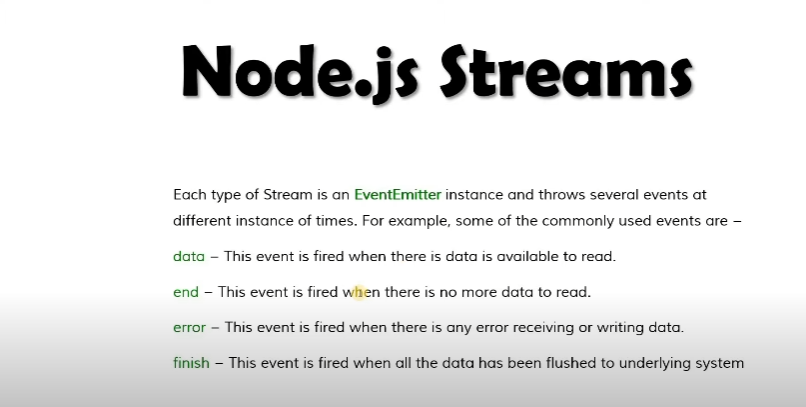 Node.js Streams
Each type of Stream is an EventEmitter instance and throws several events at
different instance of times. For example, some of the commonly used events are –
data – This event is fired when there is data is available to read.
end – This event is fired when there is no more data to read.
error – This event is fired when there is any error receiving or writing data.
finish – This event is fired when all the data has been flushed to underlying system